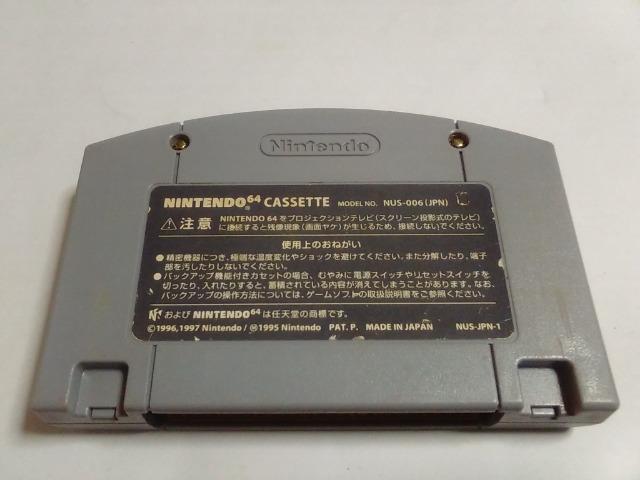 Nintendo
NINTENDO64 CASSETTE MODEL NO. NUS-006(JPN)
⚠注意 NINTENDO 64 をプロジェクションテレビ(スクリーン投影式のテレビ)
に接続すると残像現象(画面ヤケ)が生じるため、接続しないでください。
使用上のおねがい
●精密機器につき、極端な温度変化やショックを避けてください。また分解したり、端子
部を汚したりしないでください。
●バックアップ機能付きカセットの場合、むやみに電源スイッチやリセットスイッチを
切ったり、入れたりすると、蓄積されている内容が消えてしまうことがあります。なお、
バックアップの操作方法については、ゲームソフトの取扱説明書をご参照ください。
および NINTENDO64 は任天堂の商標です。
©1996,1997 Nintendo/Ⓜ1995 Nintendo PAT. P. MADE IN JAPAN NUS-JPN-1